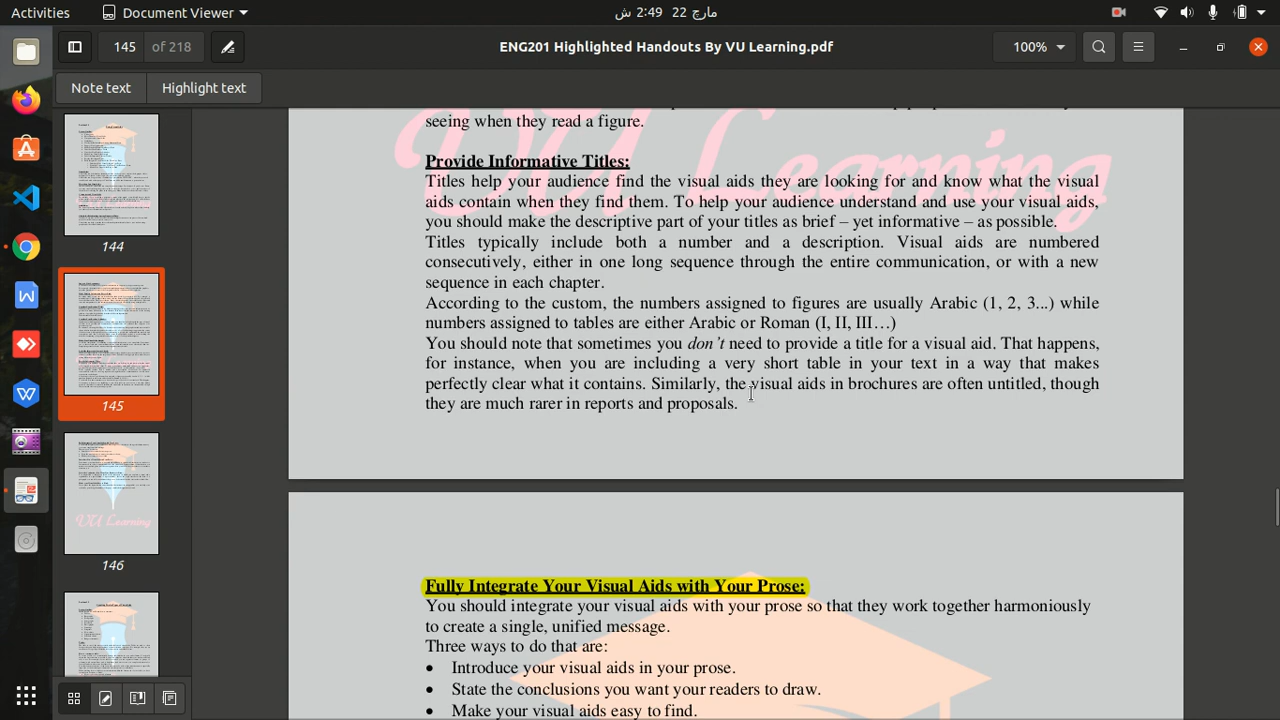 Activities
Document Viewer
مارچ 22  2:49 ش
145 of 218
ENG201 Highlighted Handouts By VU Learning.pdf
100%
Note text
Highlight text
144
145
146
VU Learning
seeing when they read a figure.
Provide Informative Titles:
Titles help your audience find the visual aids they are looking for and know what the visual
aids contain when they find them. To help your audience understand and use your visual aids,
you should make the descriptive part of your titles as brief – yet informative – as possible.
Titles typically include both a number and a description. Visual aids are numbered
consecutively, either in one long sequence through the entire communication, or with a new
sequence in each chapter.
According to the custom, the numbers assigned to figures are usually Arabic (1, 2, 3...) while
numbers assigned to tables are either Arabic or Roman (I, II, III…)
You should note that sometimes you don't need to provide a title for a visual aid. That happens,
for instance, when you are including a very short table in your text in a way that makes
perfectly clear what it contains. Similarly, the visual aids in brochures are often untitled, though
they are much rarer in reports and proposals.
Fully Integrate Your Visual Aids with Your Prose:
You should integrate your visual aids with your prose so that they work together harmoniously
to create a single, unified message.
Three ways to do that are:
• Introduce your visual aids in your prose.
• State the conclusions you want your readers to draw.
• Make your visual aids easy to find.